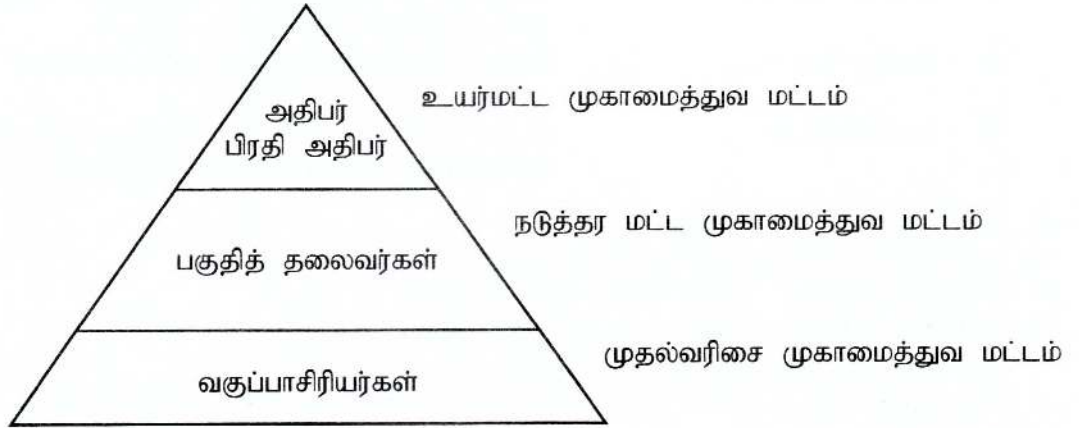 அதிபர்
பிரதி அதிபர்
உயர்மட்ட முகாமைத்துவ மட்டம்
பகுதித் தலைவர்கள்
நடுத்தர மட்ட முகாமைத்துவ மட்டம்
வகுப்பாசிரியர்கள்
முதல்வரிசை முகாமைத்துவ மட்டம்